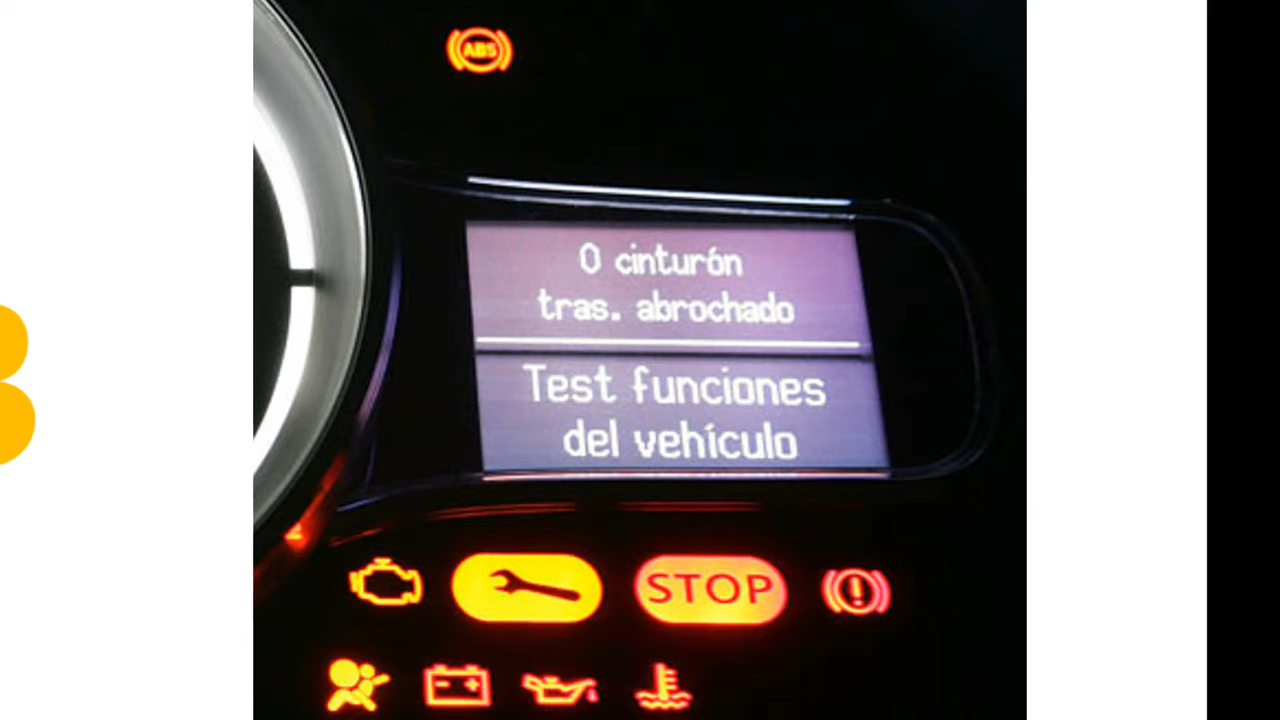 ABS
0 cinturón
tras. abrochado
Test funciones
del vehículo
STOP